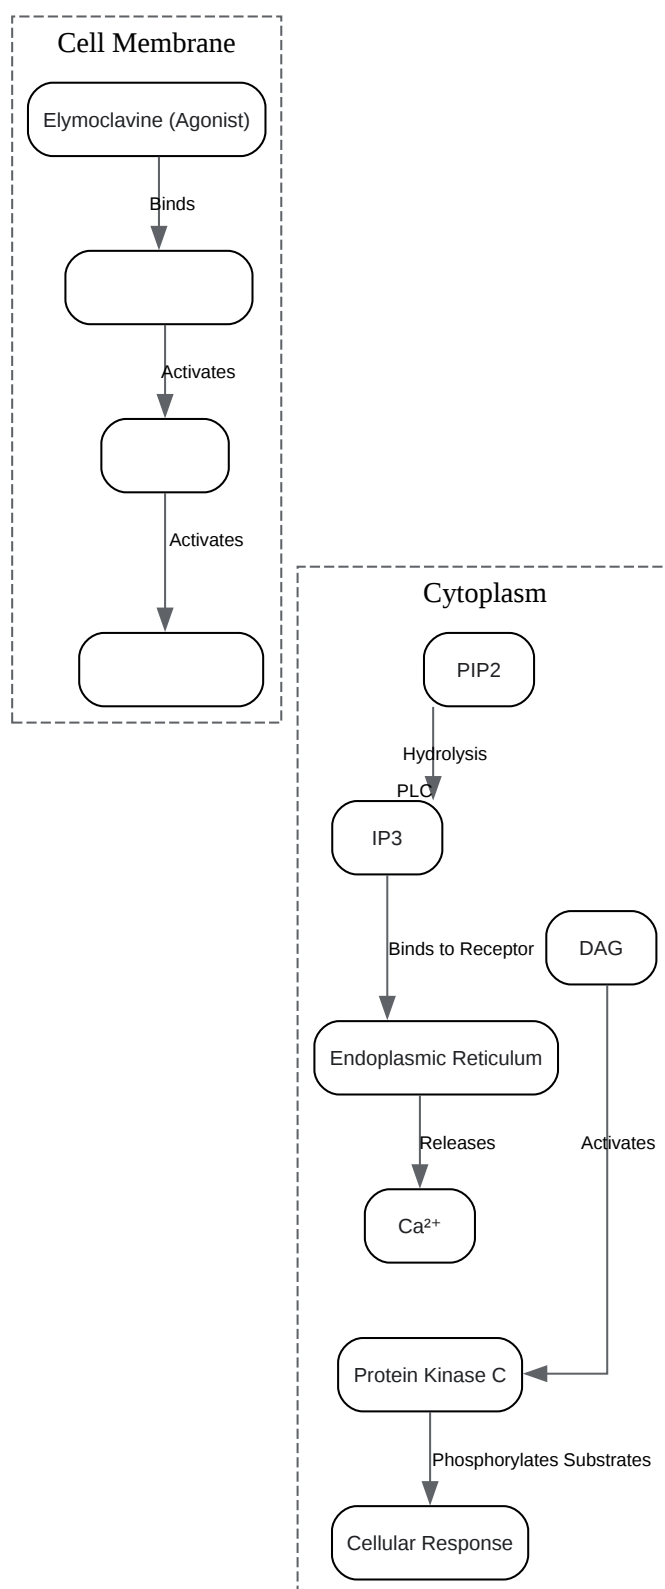 Cell Membrane
Elymoclavine (Agonist)
Binds
Activates
Activates
Cytoplasm
PIP2
Hydrolysis
PLC
IP3
Binds to Receptor
DAG
Endoplasmic Reticulum
Releases
Activates
Ca²⁺
Protein Kinase C
Phosphorylates Substrates
Cellular Response